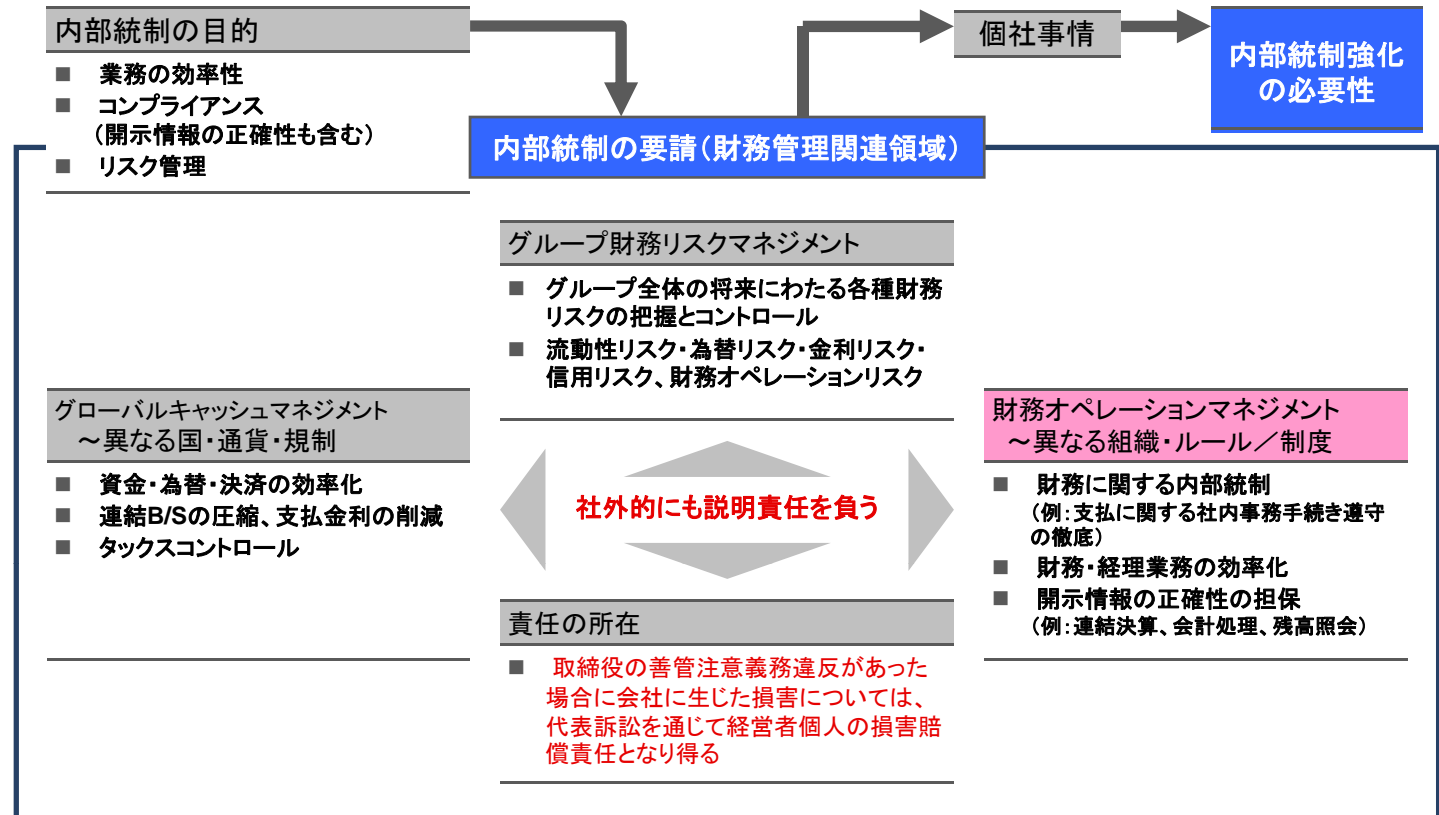 内部統制の目的
■ 業務の効率性
■ コンプライアンス
（開示情報の正確性も含む）
■ リスク管理
個社事情
内部統制強化
の必要性
内部統制の要請（財務管理関連領域）
グループ財務リスクマネジメント
■ グループ全体の将来にわたる各種財務
リスクの把握とコントロール
■ 流動性リスク・為替リスク・金利リスク・
信用リスク、財務オペレーションリスク
グローバルキャッシュマネジメント
～異なる国・通貨・規制
■ 資金・為替・決済の効率化
■ 連結B/Sの圧縮、支払金利の削減
■ タックスコントロール
社外的にも説明責任を負う
財務オペレーションマネジメント
～異なる組織・ルール／制度
■ 財務に関する内部統制
（例：支払に関する社内事務手続き遵守
の徹底）
■ 財務・経理業務の効率化
■ 開示情報の正確性の担保
（例：連結決算、会計処理、残高照会）
責任の所在
■ 取締役の善管注意義務違反があった
場合に会社に生じた損害については、
代表訴訟を通じて経営者個人の損害賠
償責任となり得る